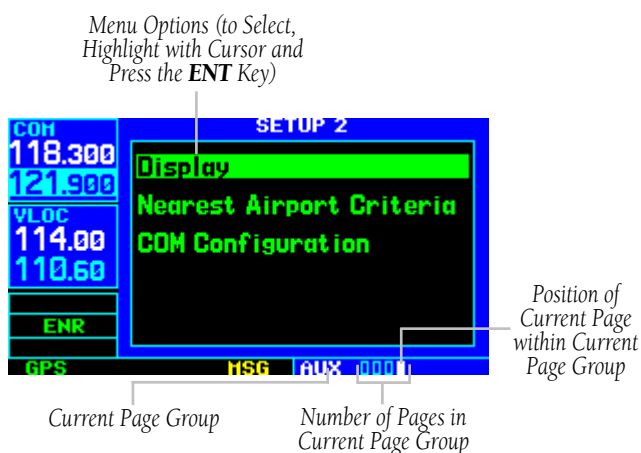 Menu Options (to Select,
Highlight with Cursor and
Press the ENT Key)
COM
118.300
121.900
VLOC
114.00
110.60
ENR
GPS
SETUP 2
Display
Nearest Airport Criteria
COM Configuration
MSG
AUX
Position of
Current Page
within Current
Page Group
Current Page Group
Number of Pages in
Current Page Group